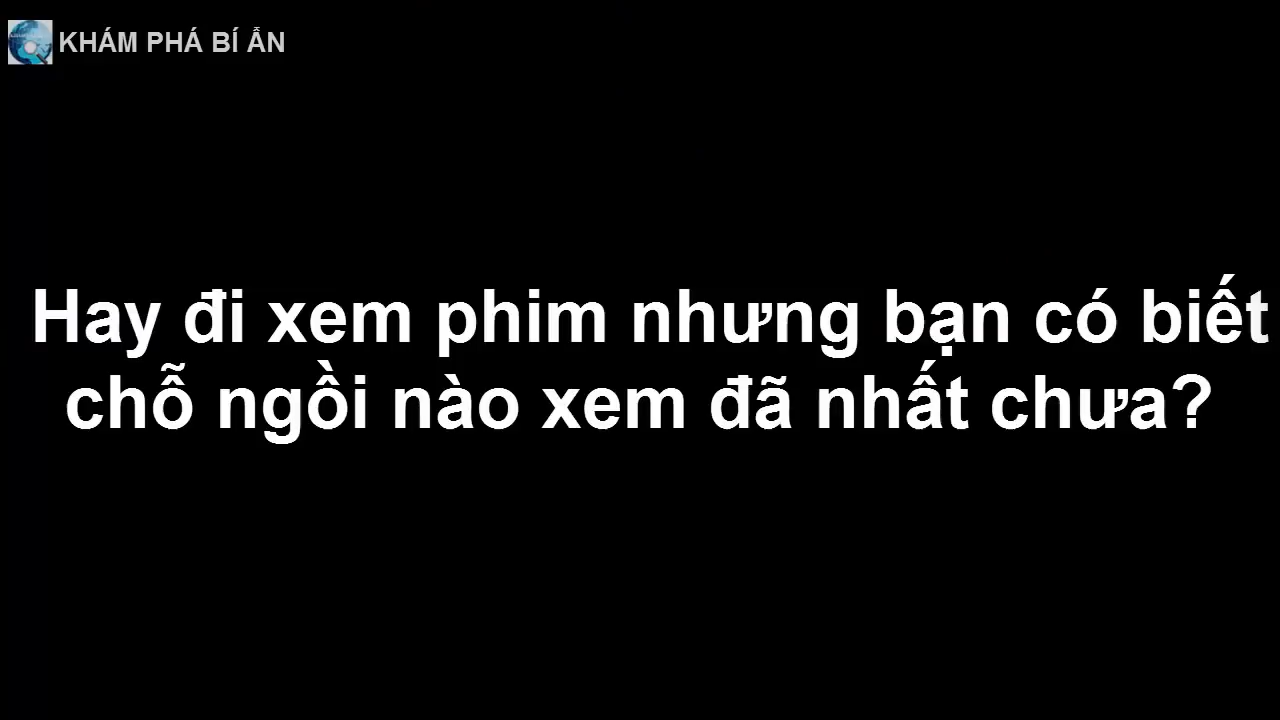 KHÁM PHÁ BÍ ẨN
Hay đi xem phim nhưng bạn có biết
chỗ ngồi nào xem đã nhất chưa?